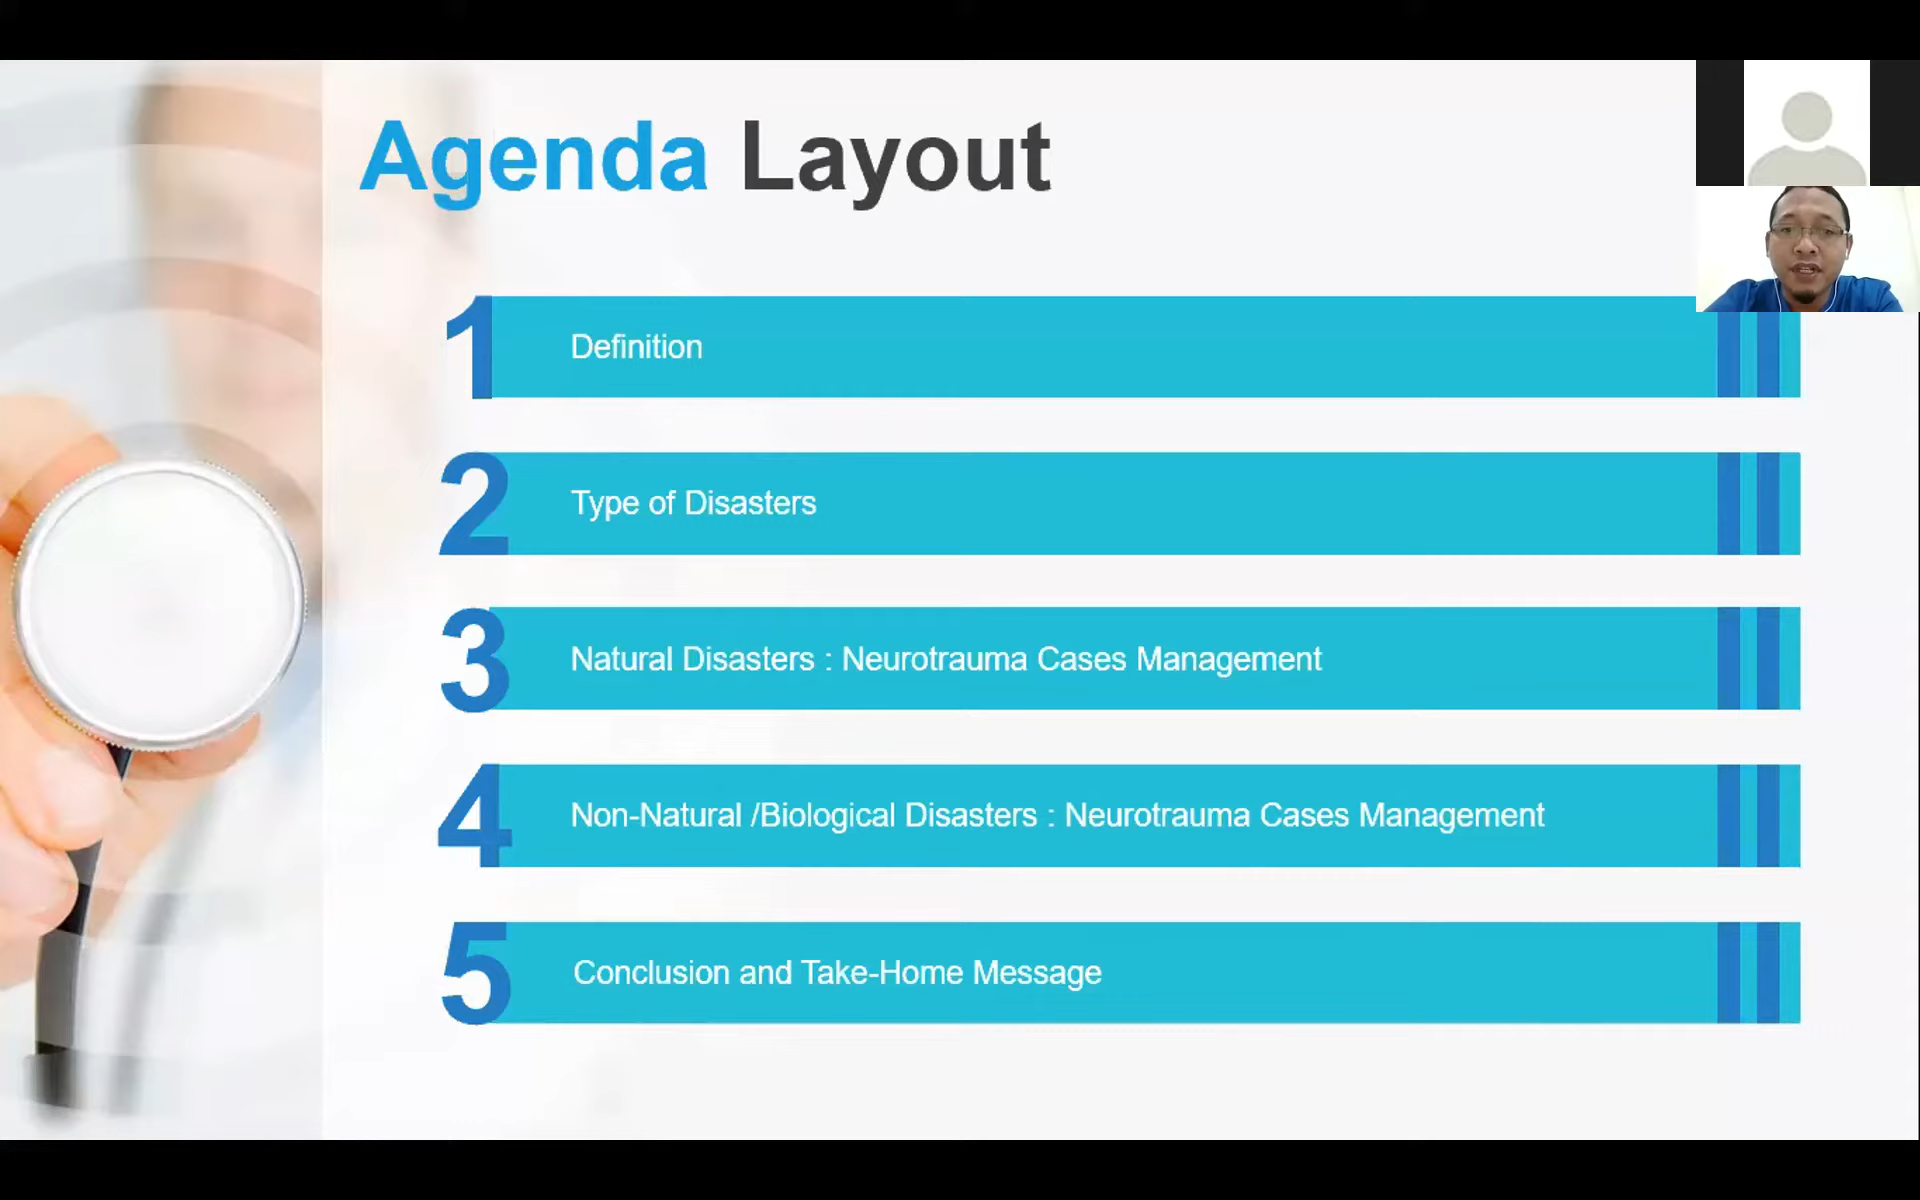 Agenda Layout
1 Definition
2 Type of Disasters
3 Natural Disasters : Neurotrauma Cases Management
4 Non-Natural /Biological Disasters : Neurotrauma Cases Management
5 Conclusion and Take-Home Message